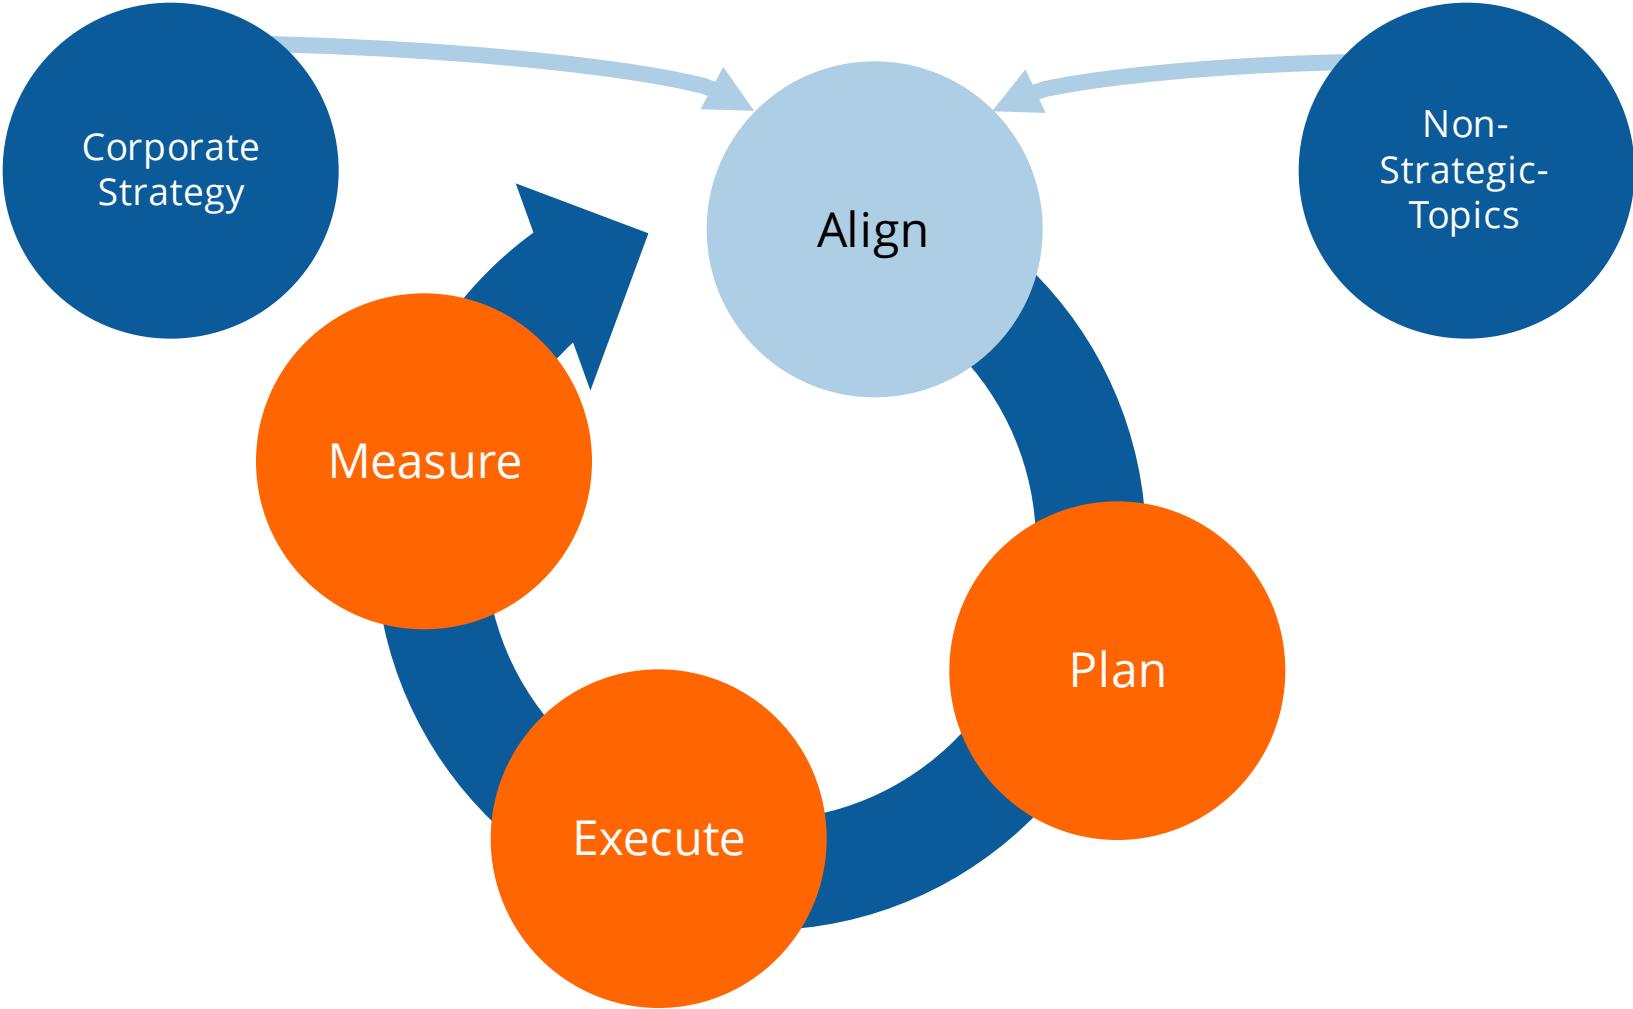 Corporate
Strategy
Non-
Strategic-
Topics
Align
Measure
Plan
Execute